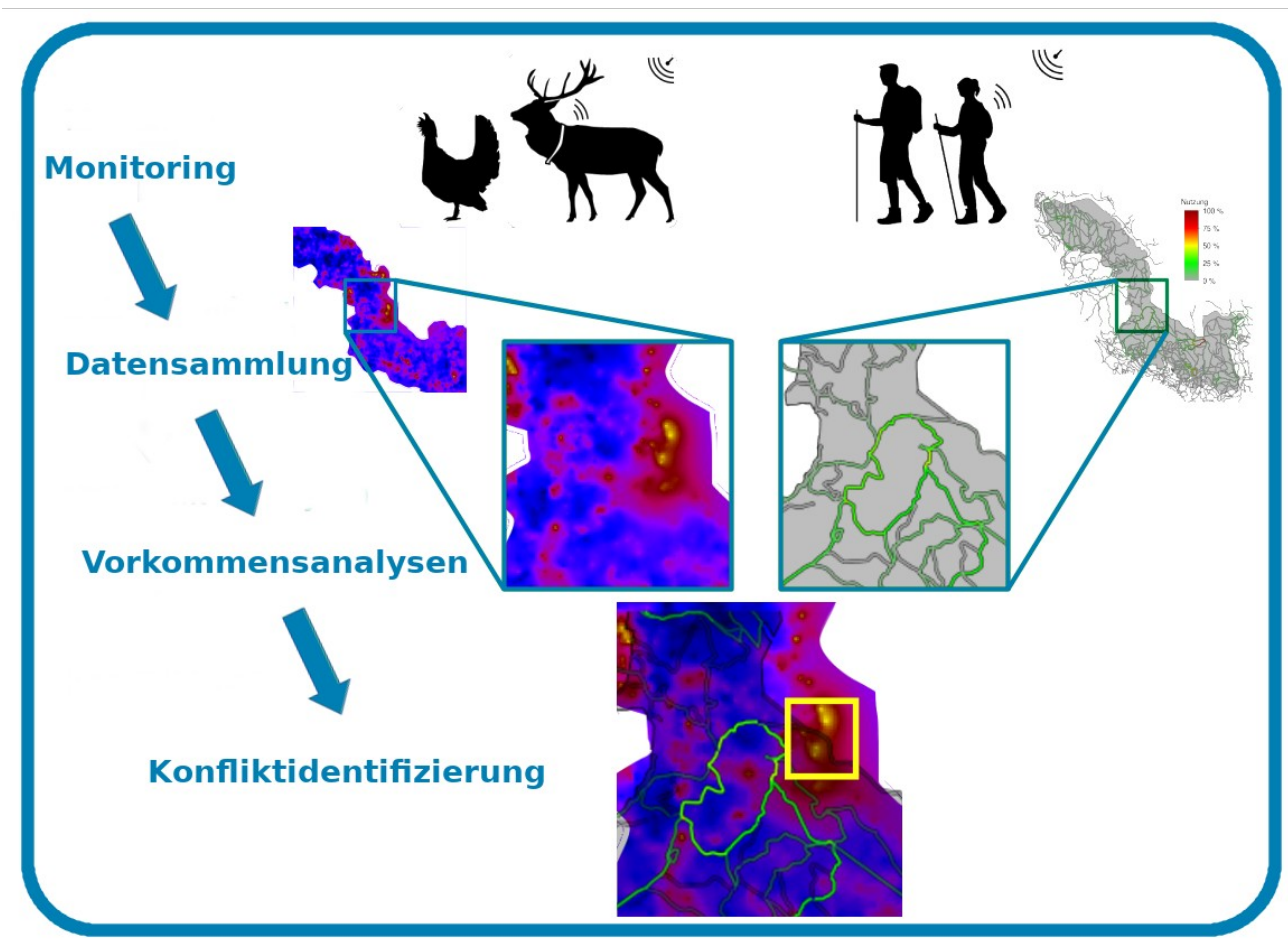 Monitoring
Nutzung
100 %
75 %
50 %
25 %
0 %
Datensammlung
Vorkommensanalysen
Konfliktidentifizierung